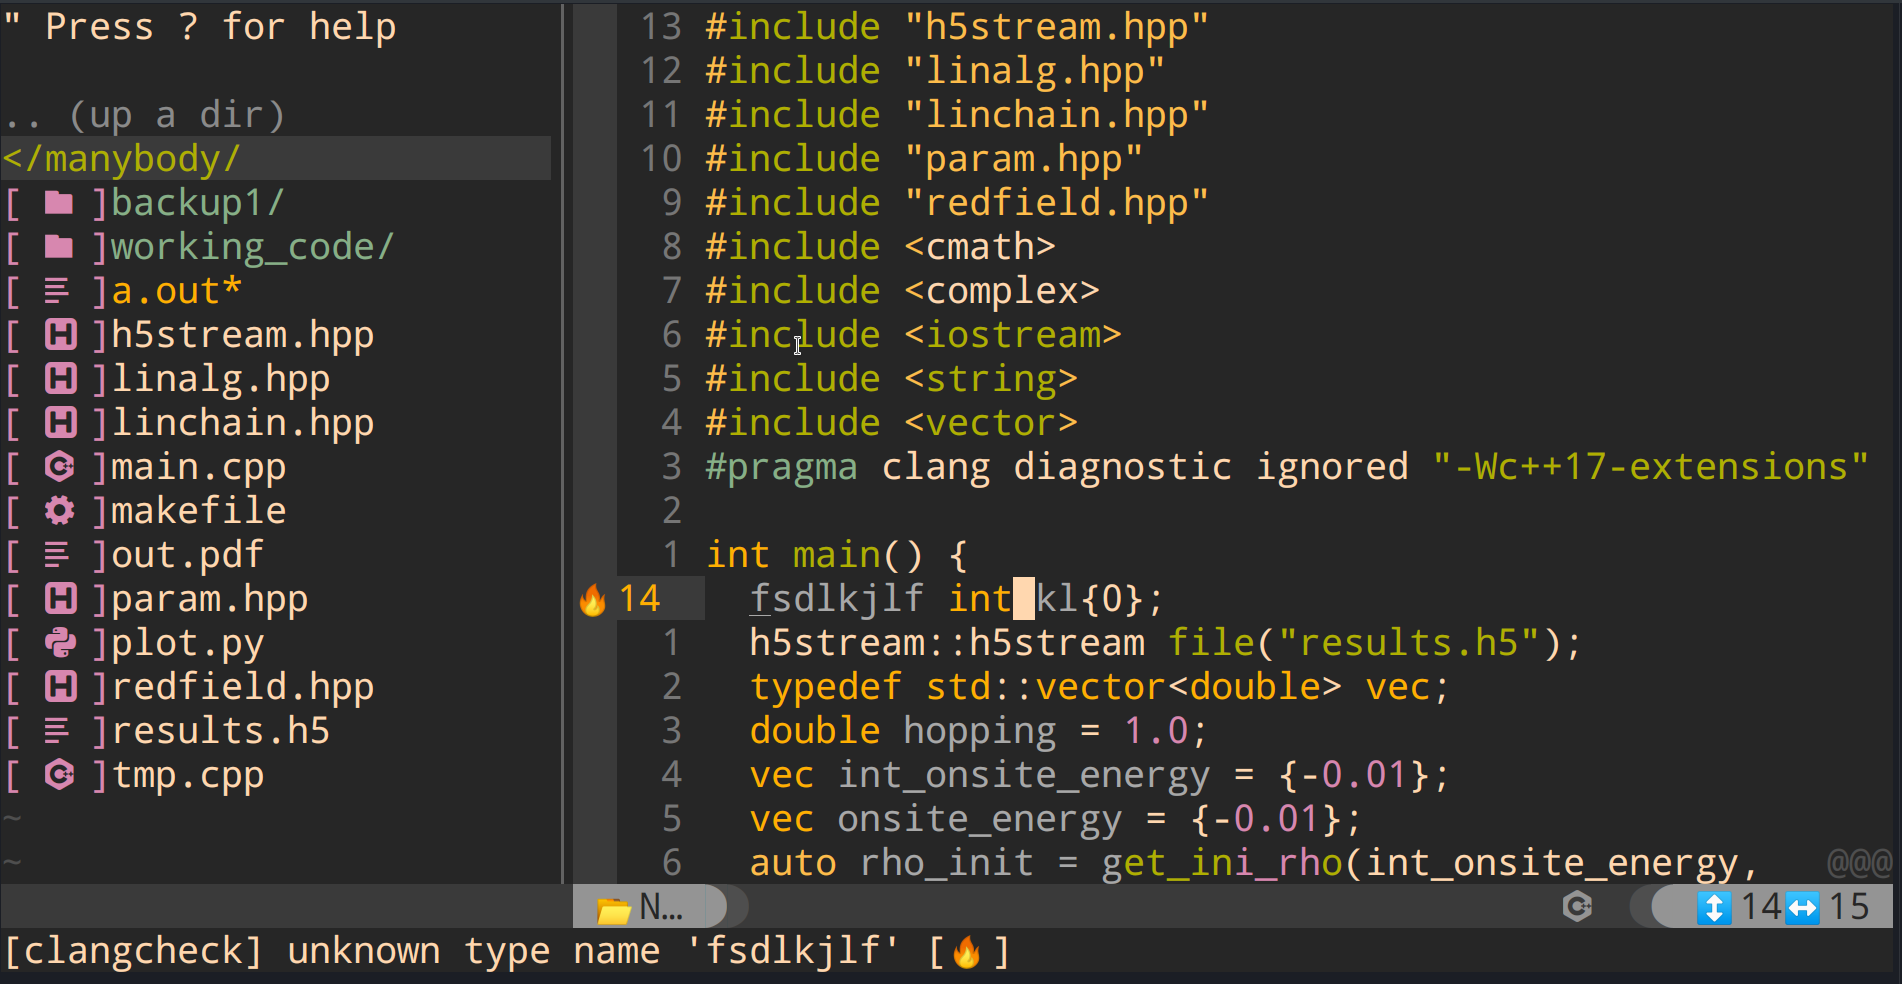 " Press ? for help
.. (up a dir)
</manybody/
[ ]backup1/
[ ]working_code/
[ ]a.out*
[ H ]h5stream.hpp
[ H ]linalg.hpp
[ H ]linchain.hpp
[ C+ ]main.cpp
[ ]makefile
[ ]out.pdf
[ H ]param.hpp
[ ]plot.py
[ H ]redfield.hpp
[ ]results.h5
[ C+ ]tmp.cpp
~
~
13 #include "h5stream.hpp"
12 #include "linalg.hpp"
11 #include "linchain.hpp"
10 #include "param.hpp"
9 #include "redfield.hpp"
8 #include <cmath>
7 #include <complex>
6 #include <iostream>
5 #include <string>
4 #include <vector>
3 #pragma clang diagnostic ignored "-Wc++17-extensions"
2
1 int main() {
🔥 14 fsdlkjlf int kl{0};
1 h5stream::h5stream file("results.h5");
2 typedef std::vector<double> vec;
3 double hopping = 1.0;
4 vec int_onsite_energy = {-0.01};
5 vec onsite_energy = {-0.01};
6 auto rho_init = get_ini_rho(int_onsite_energy, @@@
📂 N... C+ ↕️ 14↔️ 15
[clangcheck] unknown type name 'fsdlkjlf' [🔥]